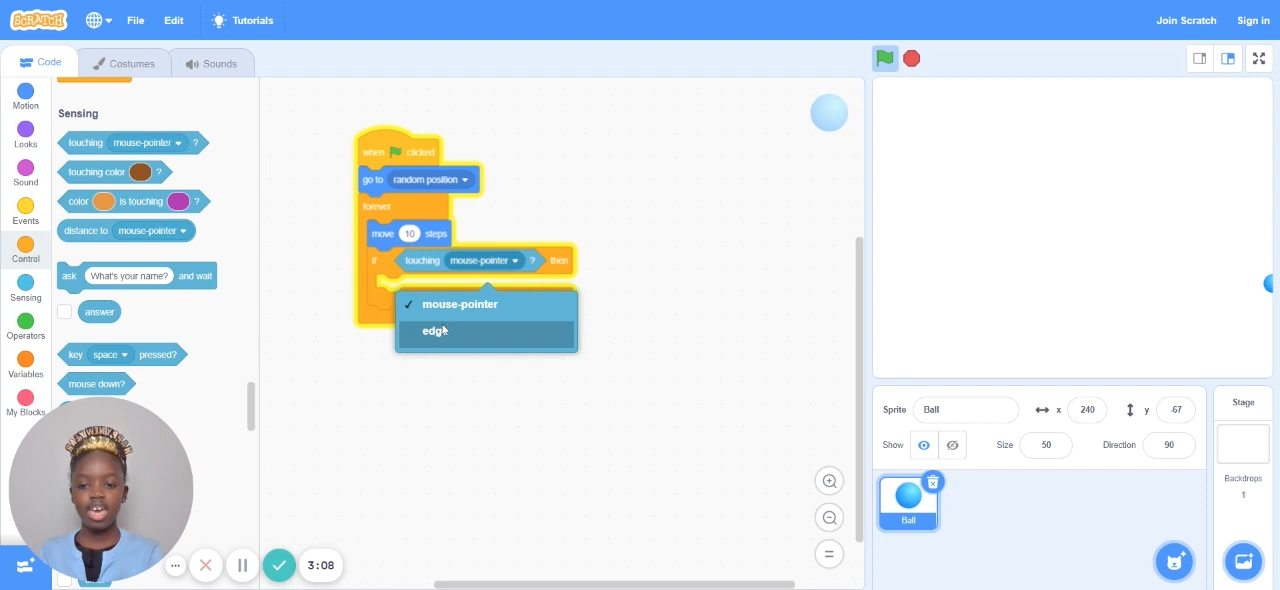 SCRATCH File Edit Tutorials Join Scratch Sign in
Code Costumes Sounds
Motion
Looks
Sound
Events
Control
Sensing
Operators
Variables
My Blocks
Sensing
touching mouse-pointer ?
touching color ?
color is touching ?
distance to mouse-pointer
ask What's your name? and wait
answer
key space pressed?
mouse down?
when clicked
go to random position
forever
move 10 steps
if touching mouse-pointer ? then
✓ mouse-pointer
edge
3:08
Sprite Ball x 240 y -67
Show Size 50 Direction 90
Ball
Stage
Backdrops
1